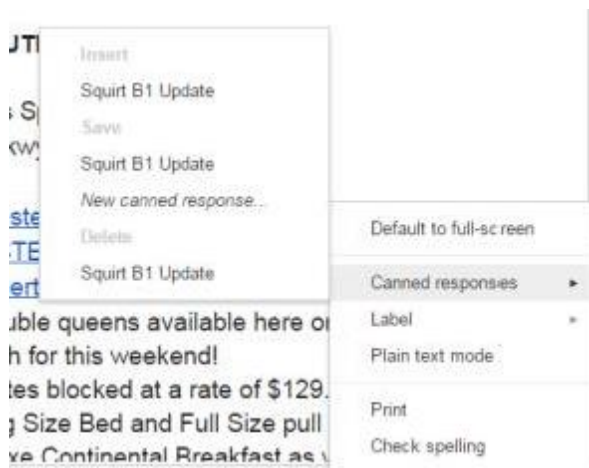 Insert
Squirt B1 Update
Save
Squirt B1 Update
New canned response...
Delete
Squirt B1 Update
Default to full-screen
Canned responses
Label
Plain text mode
Print
Check spelling
uble queens available here
h for this weekend!
tes blocked at a rate of $129.
Size Bed and Full Size pull
xe Continental Breakfast as